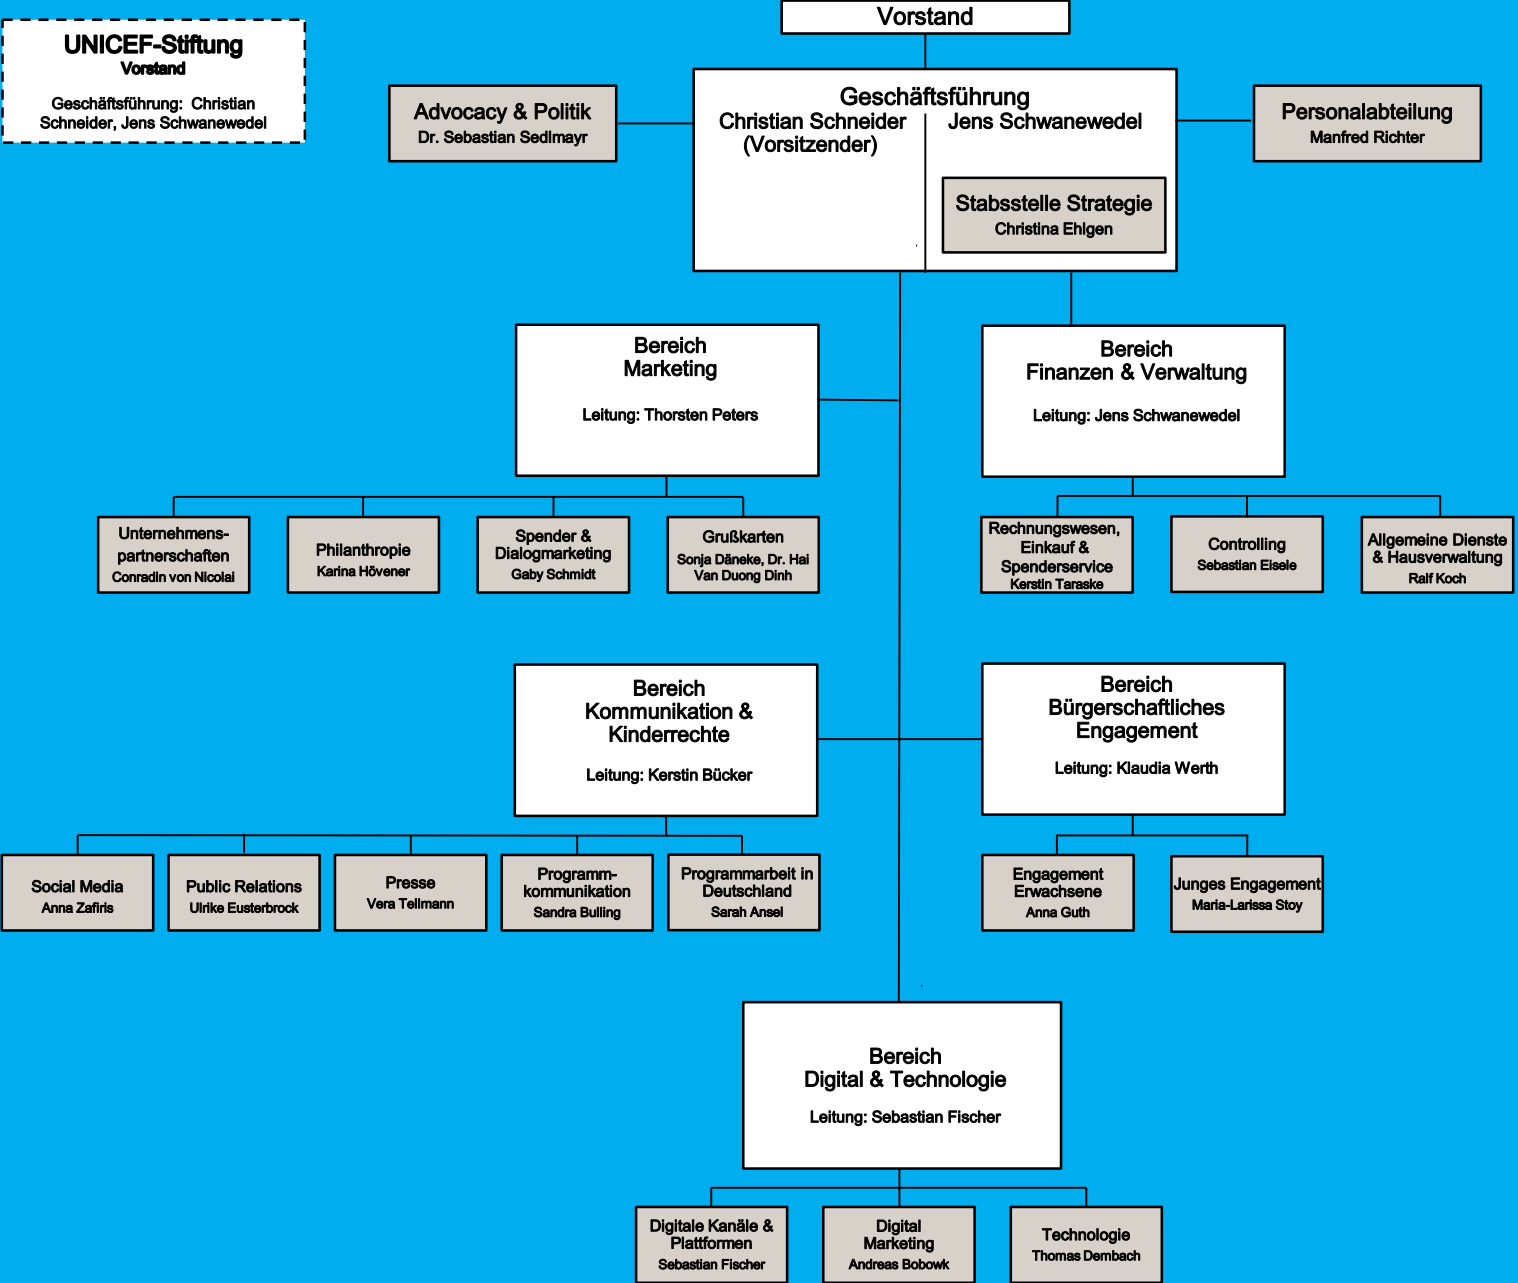 Vorstand
UNICEF-Stiftung
Vorstand
Geschäftsführung: Christian
Schneider, Jens Schwanewedel
Advocacy & Politik
Dr. Sebastian Sedlmayr
Geschäftsführung
Christian Schneider
(Vorsitzender)
Jens Schwanewedel
Stabsstelle Strategie
Christina Ehlgen
Personalabteilung
Manfred Richter
Bereich
Marketing
Leitung: Thorsten Peters
Bereich
Finanzen & Verwaltung
Leitung: Jens Schwanewedel
Unternehmens-
partnerschaften
Conradin von Nicolai
Philanthropie
Karina Hövener
Spender &
Dialogmarketing
Gaby Schmidt
Grußkarten
Sonja Däneke, Dr. Hai
Van Duong Dinh
Rechnungswesen,
Einkauf &
Spenderservice
Kerstin Taraske
Controlling
Sebastian Eisele
Allgemeine Dienste
& Hausverwaltung
Ralf Koch
Bereich
Kommunikation &
Kinderrechte
Leitung: Kerstin Bücker
Bereich
Bürgerschaftliches
Engagement
Leitung: Klaudia Werth
Social Media
Anna Zafiris
Public Relations
Ulrike Eusterbrock
Presse
Vera Tellmann
Programm-
kommunikation
Sandra Bulling
Programmarbeit in
Deutschland
Sarah Ansel
Engagement
Erwachsene
Anna Guth
Junges Engagement
Maria-Larissa Stoy
Bereich
Digital & Technologie
Leitung: Sebastian Fischer
Digitale Kanäle &
Plattformen
Sebastian Fischer
Digital
Marketing
Andreas Bobowk
Technologie
Thomas Dembach